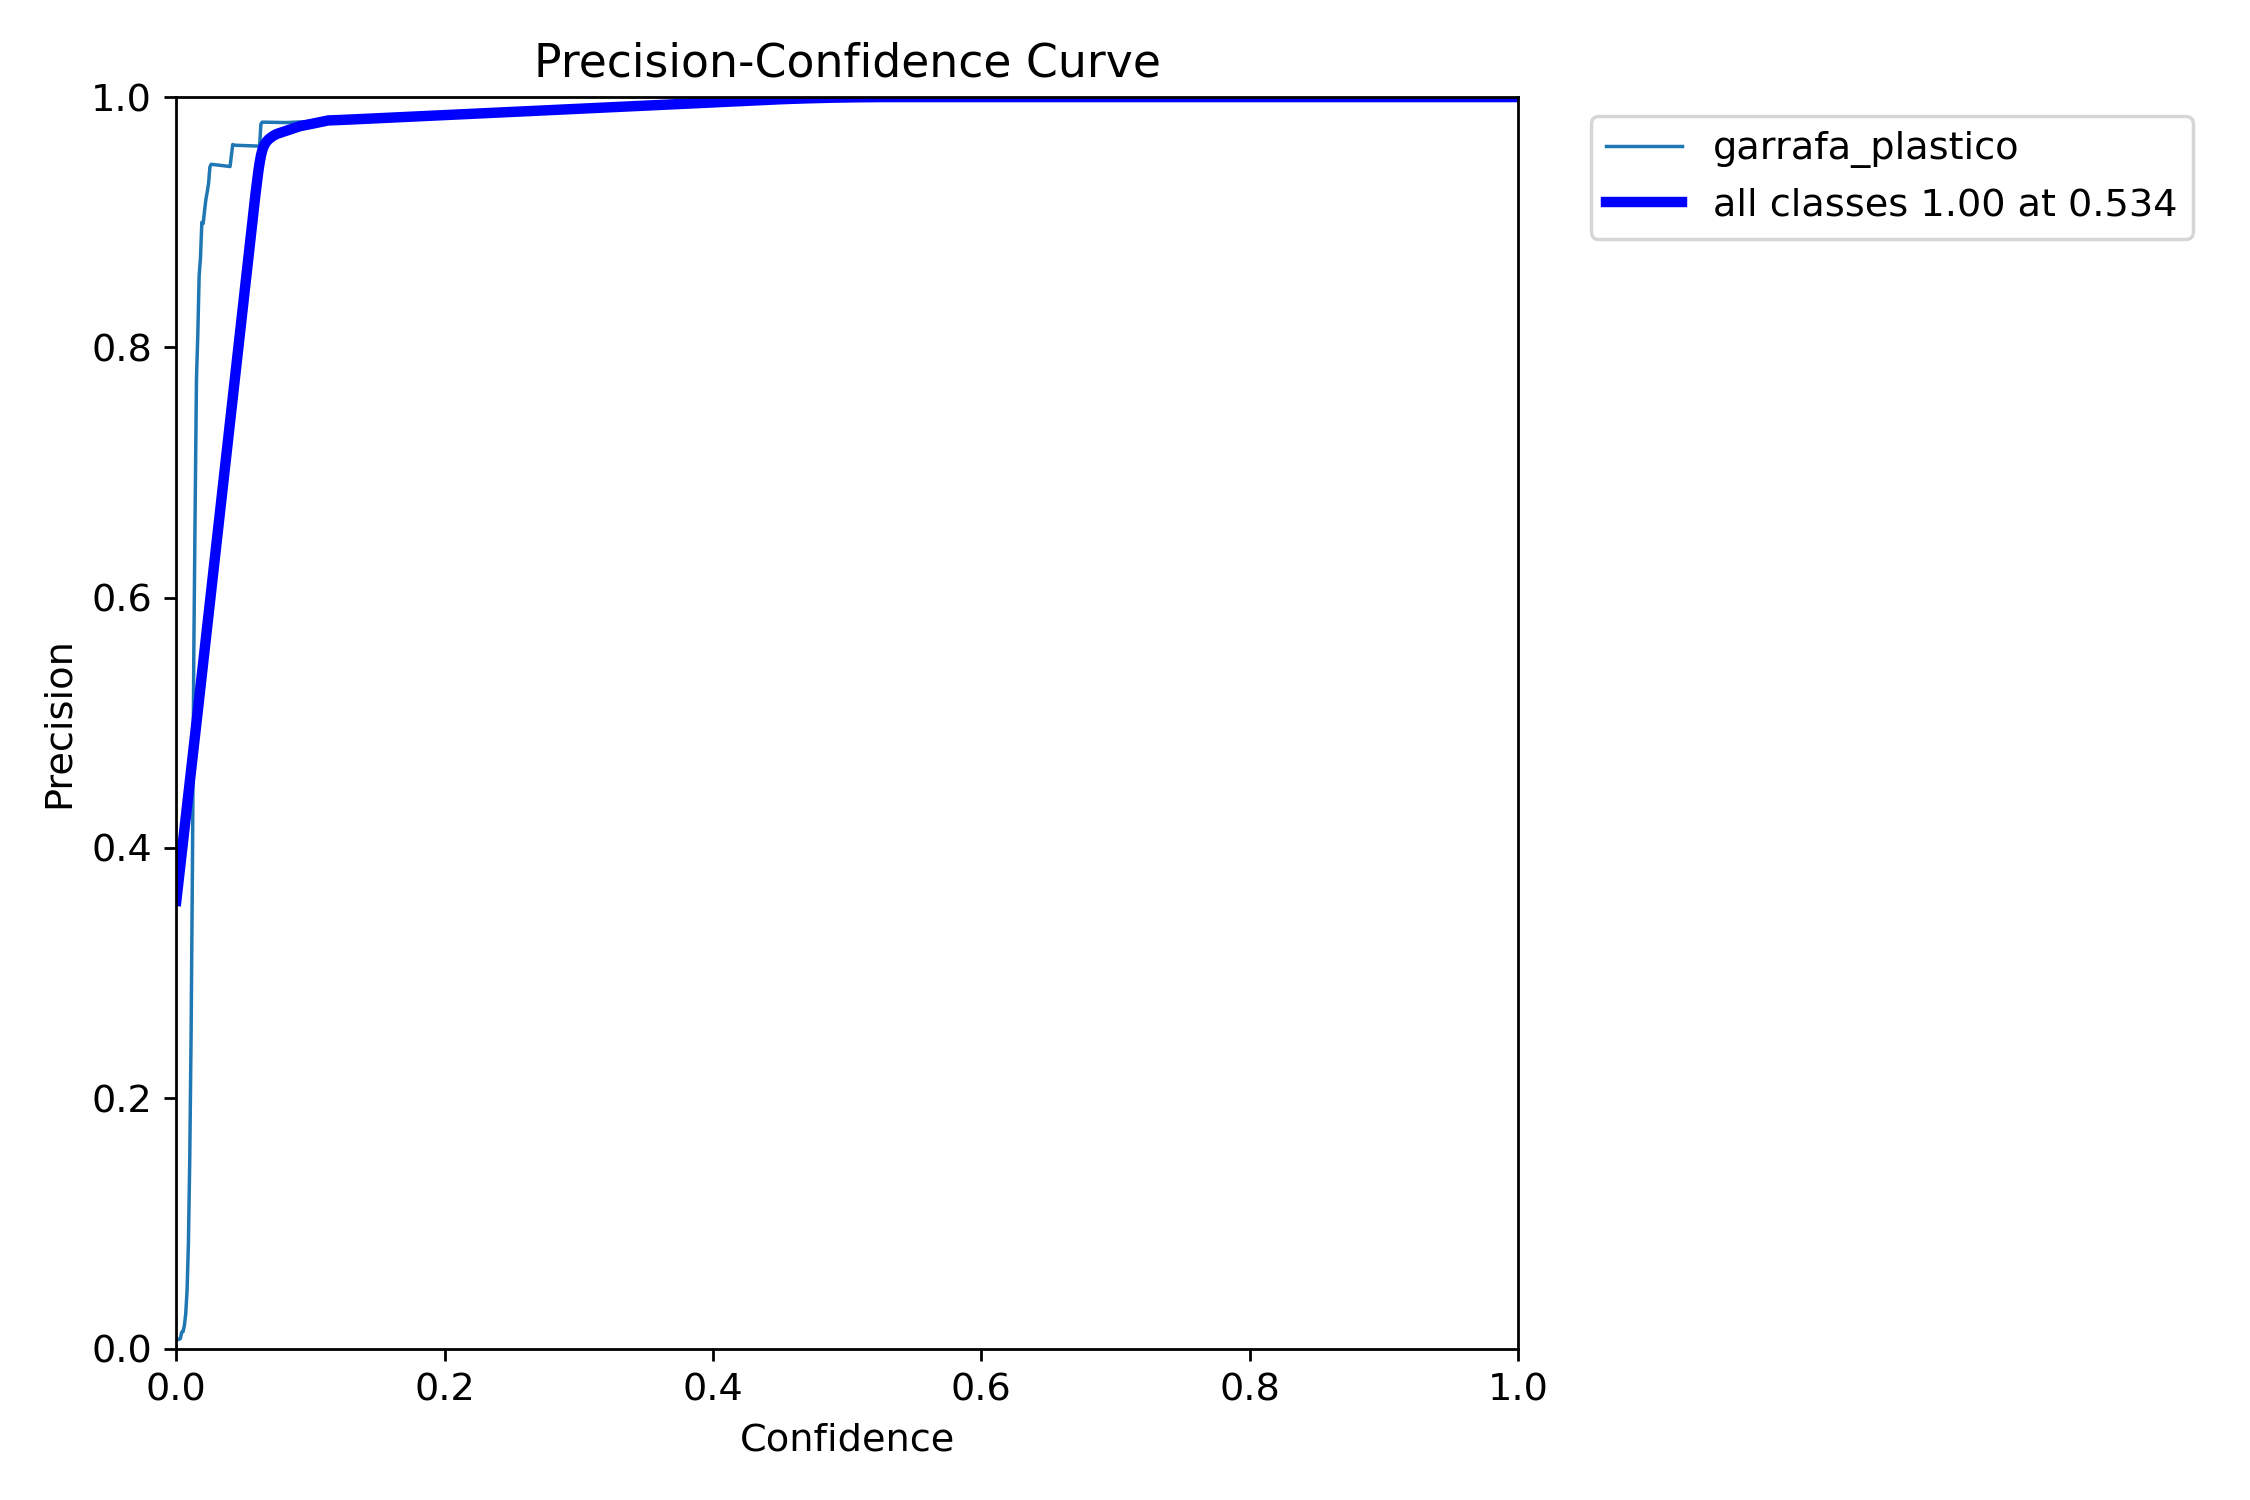 Precision-Confidence Curve
garrafa_plastico
all classes 1.00 at 0.534
1.0
0.8
0.6
0.4
0.2
0.0
Precision
0.0 0.2 0.4 0.6 0.8 1.0
Confidence